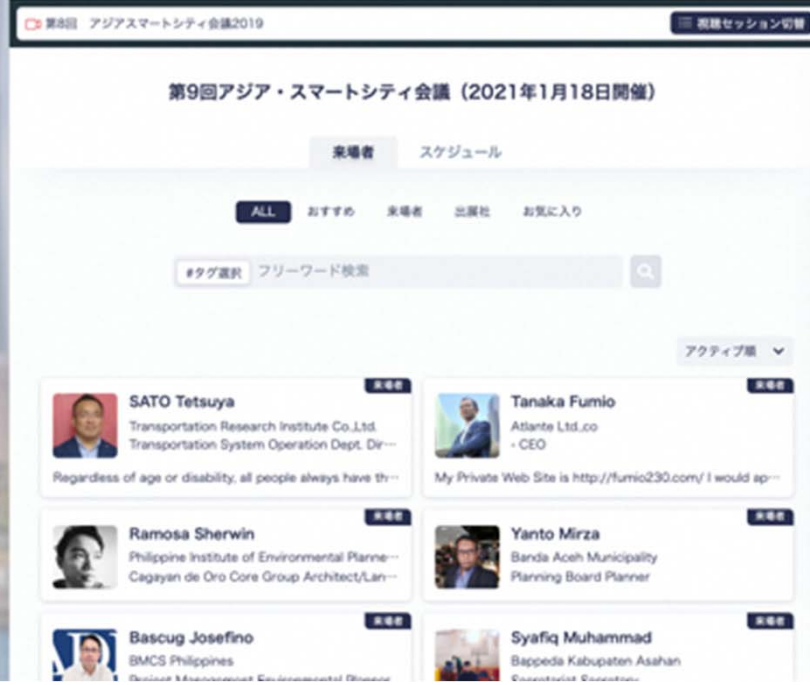 第8回 アジアスマートシティ会議2019
視聴セッション切替
第9回アジア・スマートシティ会議（2021年1月18日開催）
来場者 スケジュール
ALL おすすめ 来場者 出展社 お気に入り
#タグ選択 フリーワード検索
アクティブ順
来場者
SATO Tetsuya
Transportation Research Institute Co.,Ltd.
Transportation System Operation Dept. Dir…
Regardless of age or disability, all people always have th…
来場者
Tanaka Fumio
Atlante Ltd.,co
- CEO
My Private Web Site is http://fumio230.com/ I would ap…
来場者
Ramosa Sherwin
Philippine Institute of Environmental Planne…
Cagayan de Oro Core Group Architect/Lan…
来場者
Yanto Mirza
Banda Aceh Municipality
Planning Board Planner
来場者
Bascug Josefino
BMCS Philippines
Project Management Environmental Planner
来場者
Syafiq Muhammad
Bappeda Kabupaten Asahan
Secretariat Secretary